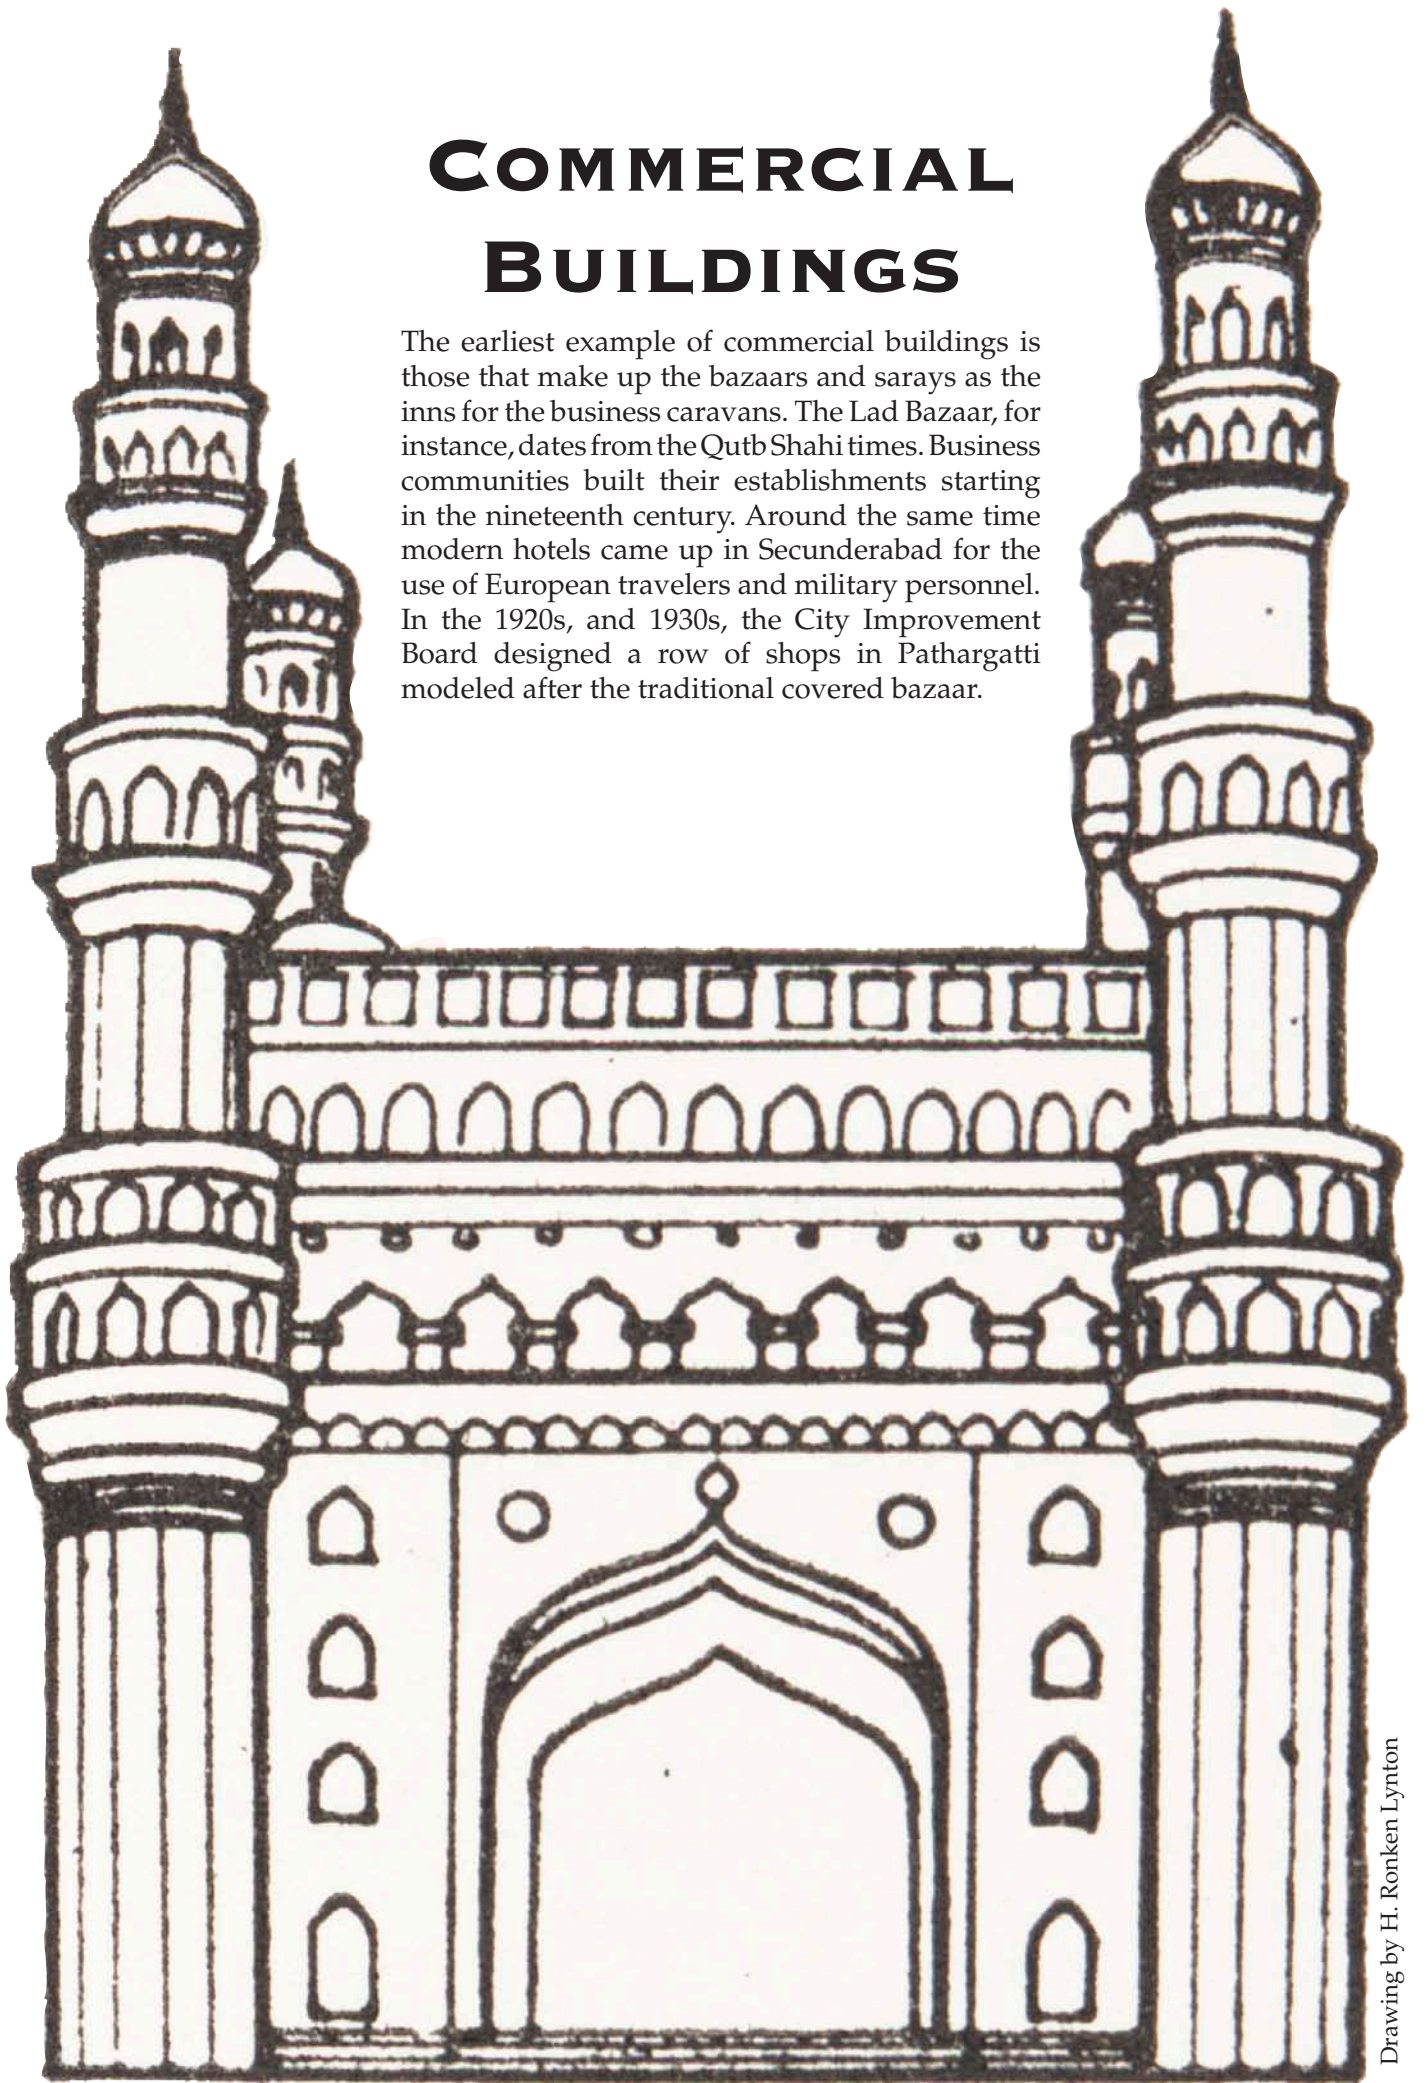 COMMERCIAL
BUILDINGS
The earliest example of commercial buildings is
those that make up the bazaars and sarays as the
inns for the business caravans. The Lad Bazaar, for
instance, dates from the Qutb Shahi times. Business
communities built their establishments starting
in the nineteenth century. Around the same time
modern hotels came up in Secunderabad for the
use of European travelers and military personnel.
In the 1920s, and 1930s, the City Improvement
Board designed a row of shops in Pathargatti
modeled after the traditional covered bazaar.
Drawing by H. Ronken Lynton